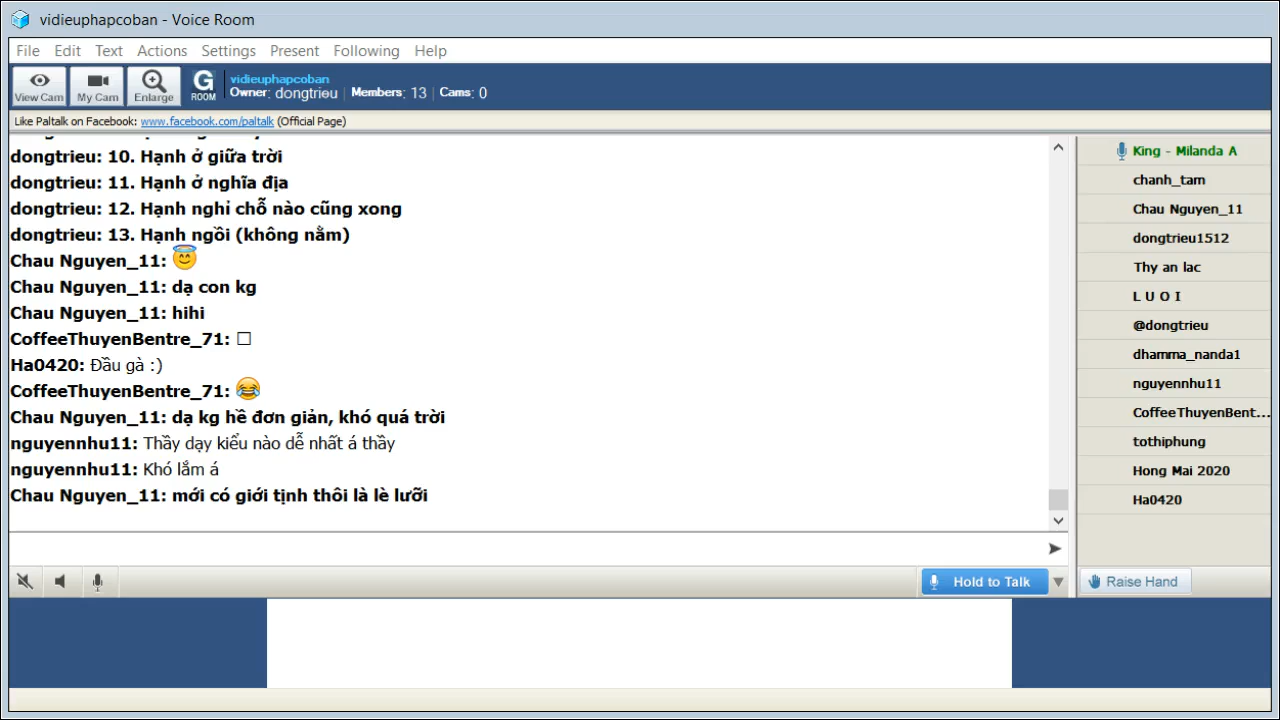 vidieuphapcoban - Voice Room
File Edit Text Actions Settings Present Following Help
View Cam My Cam Enlarge
G ROOM
vidieuphapcoban
Owner: dongtrieu | Members: 13 | Cams: 0
Like Paltalk on Facebook: www.facebook.com/paltalk (Official Page)
dongtrieu: 10. Hạnh ở giữa trời
dongtrieu: 11. Hạnh ở nghĩa địa
dongtrieu: 12. Hạnh nghỉ chỗ nào cũng xong
dongtrieu: 13. Hạnh ngồi (không nằm)
Chau Nguyen_11: 😇
Chau Nguyen_11: dạ con kg
Chau Nguyen_11: hihi
CoffeeThuyenBentre_71: □
Ha0420: Đầu gà :)
CoffeeThuyenBentre_71: 😂
Chau Nguyen_11: dạ kg hề đơn giản, khó quá trời
nguyennhu11: Thầy dạy kiểu nào dễ nhất á thầy
nguyennhu11: Khó lắm á
Chau Nguyen_11: mới có giới tịnh thôi là lè lưỡi
King - Milanda A
chanh_tam
Chau Nguyen_11
dongtrieu1512
Thy an lac
L U O I
@dongtrieu
dhamma_nanda1
nguyennhu11
CoffeeThuyenBent...
tothiphung
Hong Mai 2020
Ha0420
Hold to Talk
Raise Hand